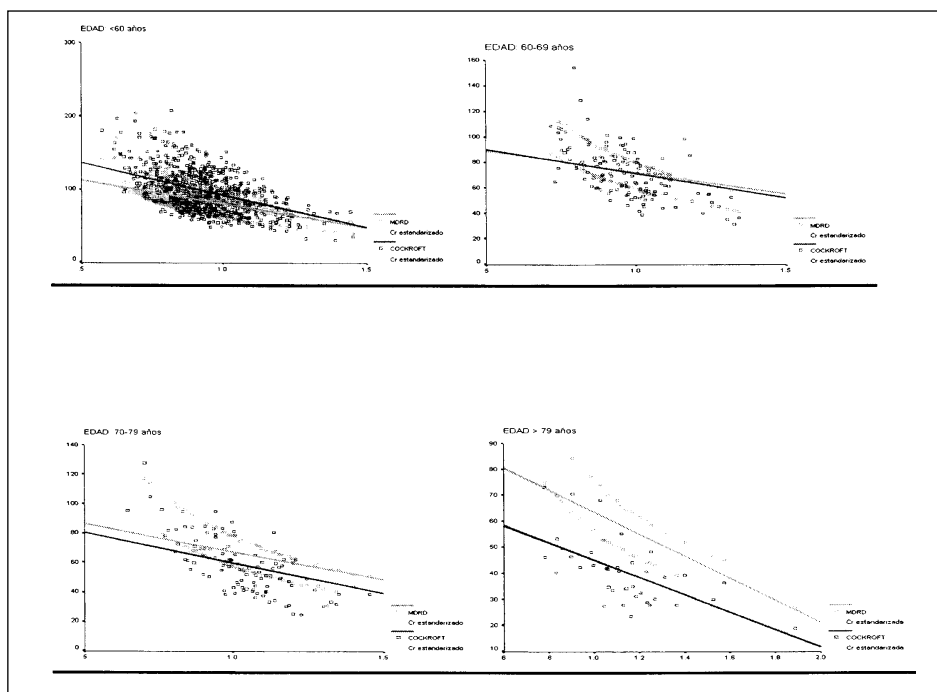 EDAD: <60 años
300
200
100
0
.5
1.0
1.5
MDRD
Cr estandarizado
COCKROFT
Cr estandarizado
EDAD: 60-69 años
160
140
120
100
80
60
40
20
0
.5
1.0
1.5
MDRD
Cr estandarizado
COCKROFT
Cr estandarizado
EDAD: 70-79 años
140
120
100
80
60
40
20
0
.5
1.0
1.5
MDRD
Cr estandarizado
COCKROFT
Cr estandarizado
EDAD > 79 años
90
80
70
60
50
40
30
20
10
.6
.8
1.0
1.2
1.4
1.6
1.8
2.0
MDRD
Cr estandarizada
COCKROFT
Cr estandarizada